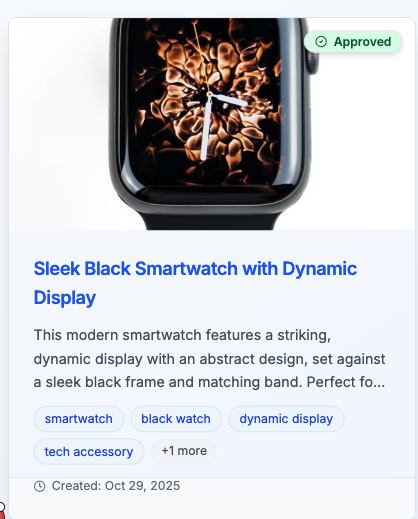 Approved
Sleek Black Smartwatch with Dynamic
Display
This modern smartwatch features a striking,
dynamic display with an abstract design, set against
a sleek black frame and matching band. Perfect fo...
smartwatch black watch dynamic display
tech accessory +1 more
Created: Oct 29, 2025